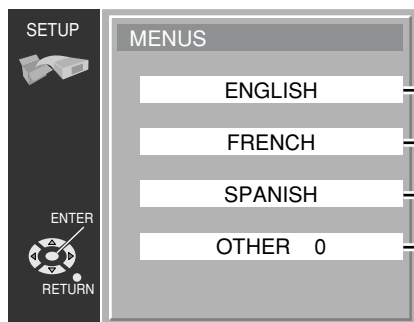 SETUP
MENUS
ENGLISH
FRENCH
SPANISH
OTHER 0
ENTER
RETURN